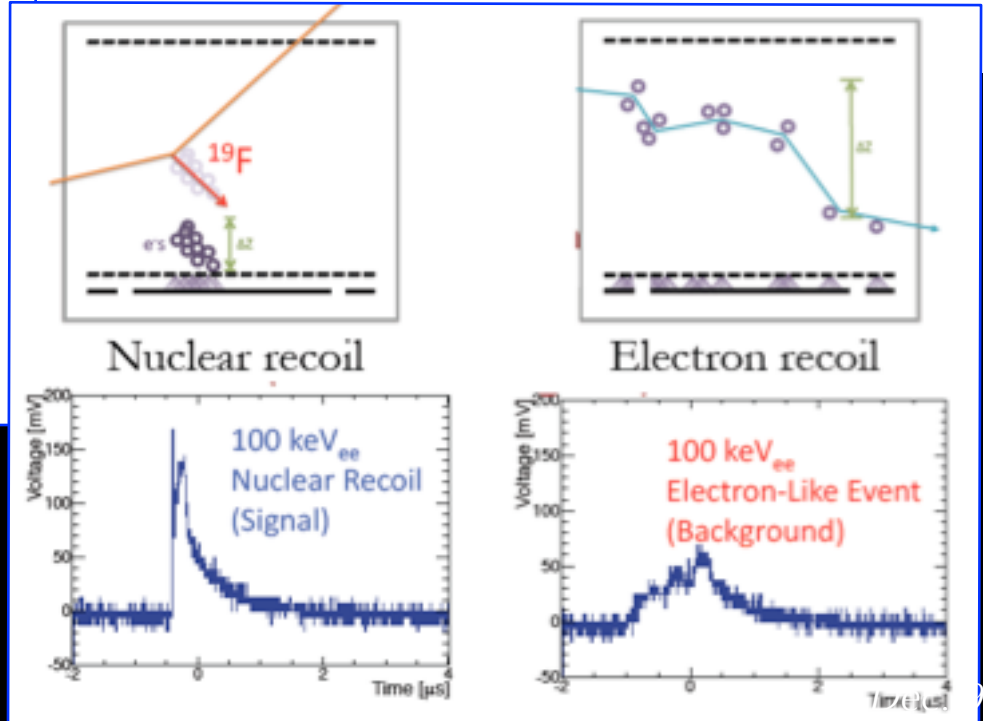 19F
e's
ΔZ
ΔZ
Nuclear recoil
Electron recoil
Voltage [mV]
200
150
100
50
0
-50
-2
0
2
4
Time [μs]
100 keVee
Nuclear Recoil
(Signal)
Voltage [mV]
200
150
100
50
0
-50
-2
0
2
4
Time [μs]
100 keVee
Electron-Like Event
(Background)